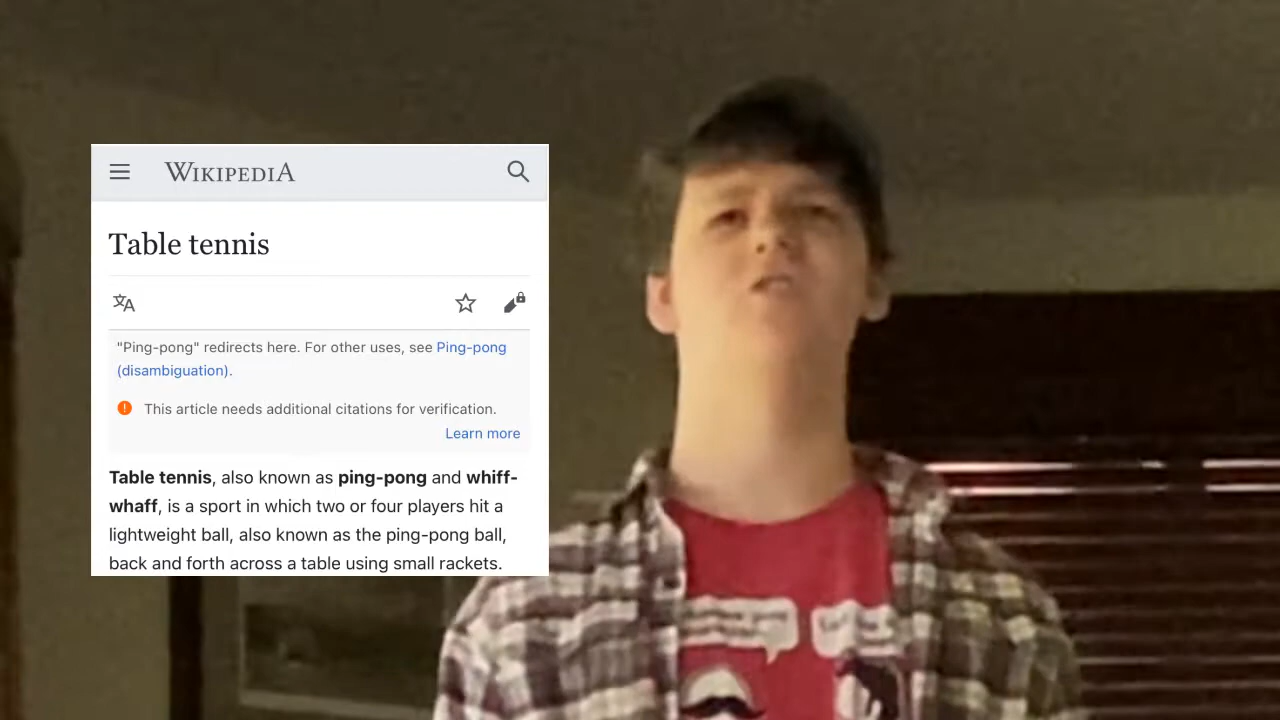 WIKIPEDIA
Table tennis
"Ping-pong" redirects here. For other uses, see Ping-pong
(disambiguation).
This article needs additional citations for verification.
Learn more
Table tennis, also known as ping-pong and whiff-
whaff, is a sport in which two or four players hit a
lightweight ball, also known as the ping-pong ball,
back and forth across a table using small rackets.